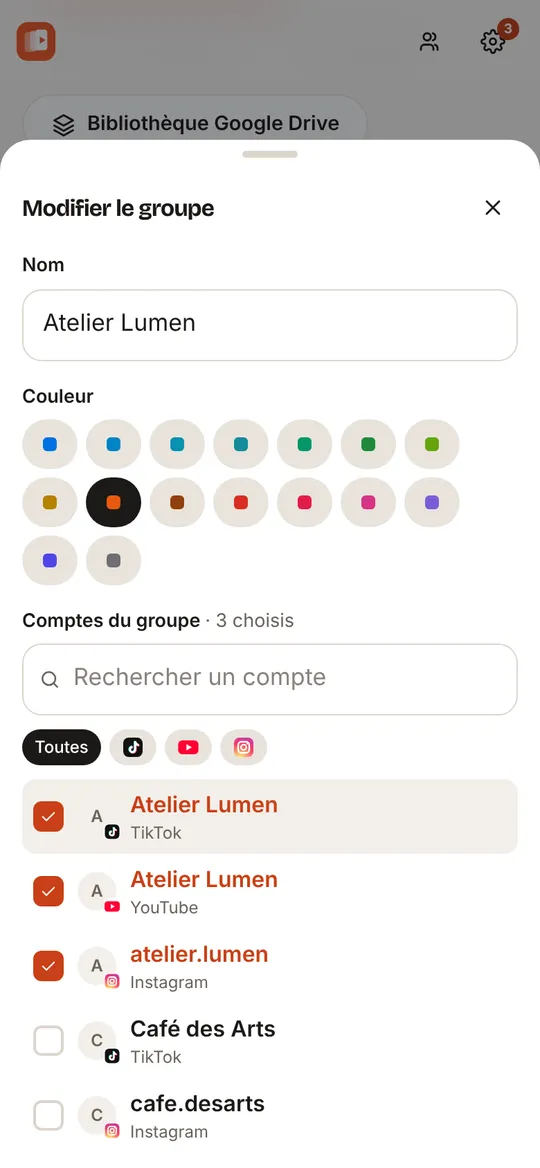 3
Bibliothèque Google Drive
Modifier le groupe
Nom
Atelier Lumen
Couleur
Comptes du groupe · 3 choisis
Rechercher un compte
Toutes
A
Atelier Lumen
TikTok
A
Atelier Lumen
YouTube
A
atelier.lumen
Instagram
C
Café des Arts
TikTok
C
cafe.desarts
Instagram